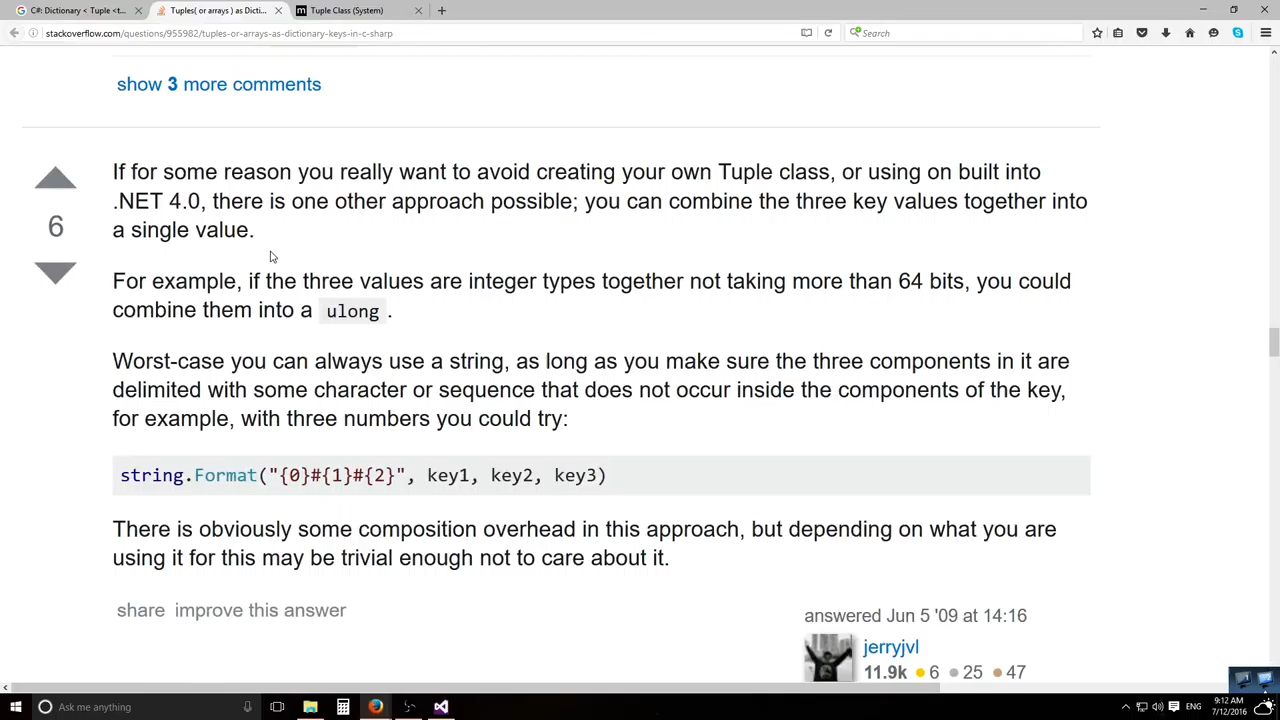 C#: Dictionary < Tuple <t...
Tuples( or arrays ) as Dicti...
Tuple Class (System)
stackoverflow.com/questions/955982/tuples-or-arrays-as-dictionary-keys-in-c-sharp
Search
show 3 more comments
If for some reason you really want to avoid creating your own Tuple class, or using on built into
.NET 4.0, there is one other approach possible; you can combine the three key values together into
a single value.
6
For example, if the three values are integer types together not taking more than 64 bits, you could
combine them into a ulong.
Worst-case you can always use a string, as long as you make sure the three components in it are
delimited with some character or sequence that does not occur inside the components of the key,
for example, with three numbers you could try:
string.Format("{0}#{1}#{2}", key1, key2, key3)
There is obviously some composition overhead in this approach, but depending on what you are
using it for this may be trivial enough not to care about it.
share improve this answer
answered Jun 5 '09 at 14:16
jerryjvl
11.9k 6 25 47
Ask me anything
ENG
9:12 AM
7/12/2016